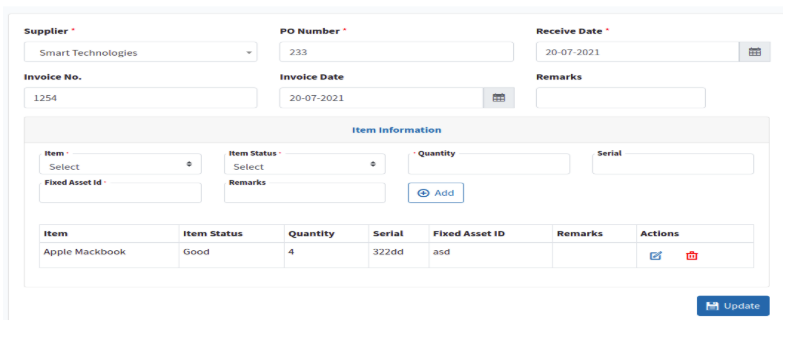 Supplier * PO Number * Receive Date *
Smart Technologies 233 20-07-2021
Invoice No. Invoice Date Remarks
1254 20-07-2021
Item Information
Item * Item Status * * Quantity Serial
Select Select
Fixed Asset Id * Remarks
Add
Item Item Status Quantity Serial Fixed Asset ID Remarks Actions
Apple Mackbook Good 4 322dd asd
Update